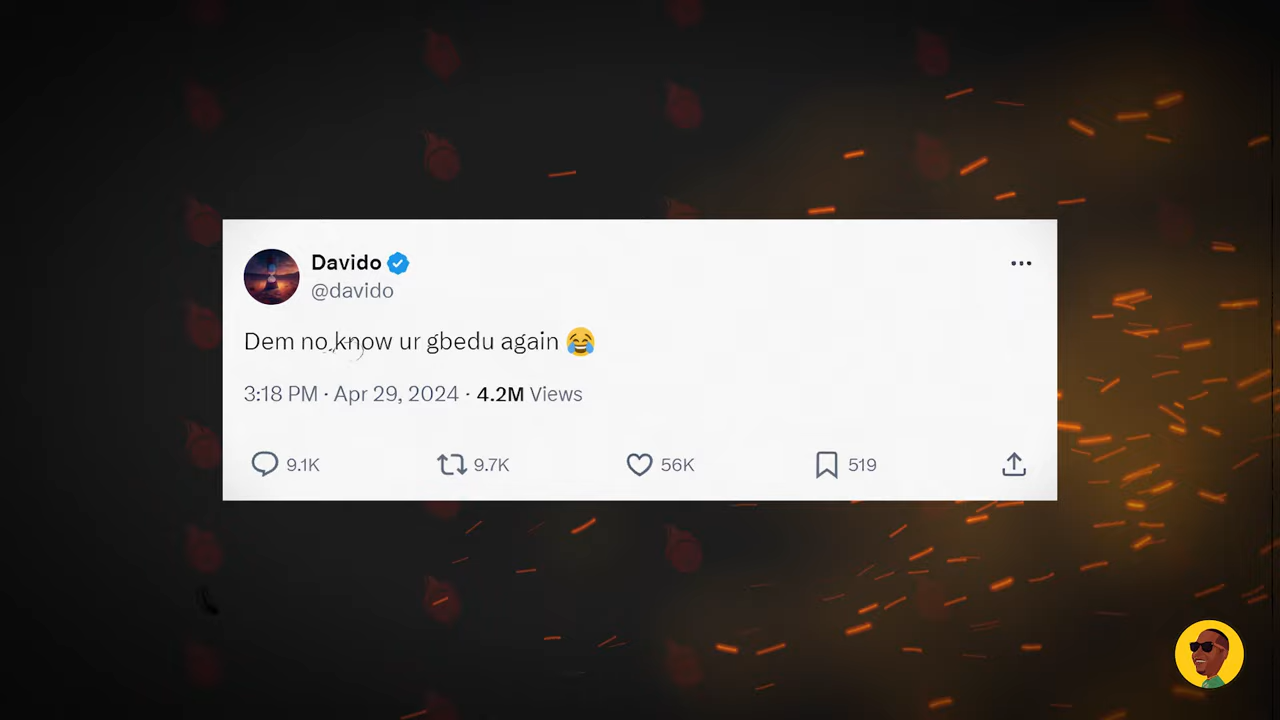 Davido
@davido
Dem no know ur gbedu again 😂
3:18 PM · Apr 29, 2024 · 4.2M Views
9.1K 9.7K 56K 519